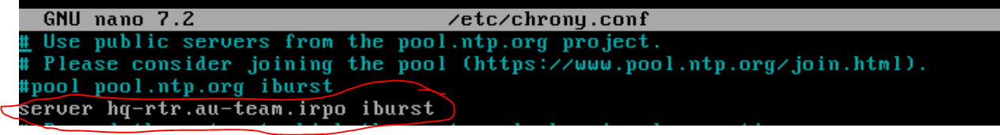 GNU nano 7.2 /etc/chrony.conf
# Use public servers from the pool.ntp.org project.
# Please consider joining the pool (https://www.pool.ntp.org/join.html).
#pool pool.ntp.org iburst
server hq-rtr.au-team.irpo iburst